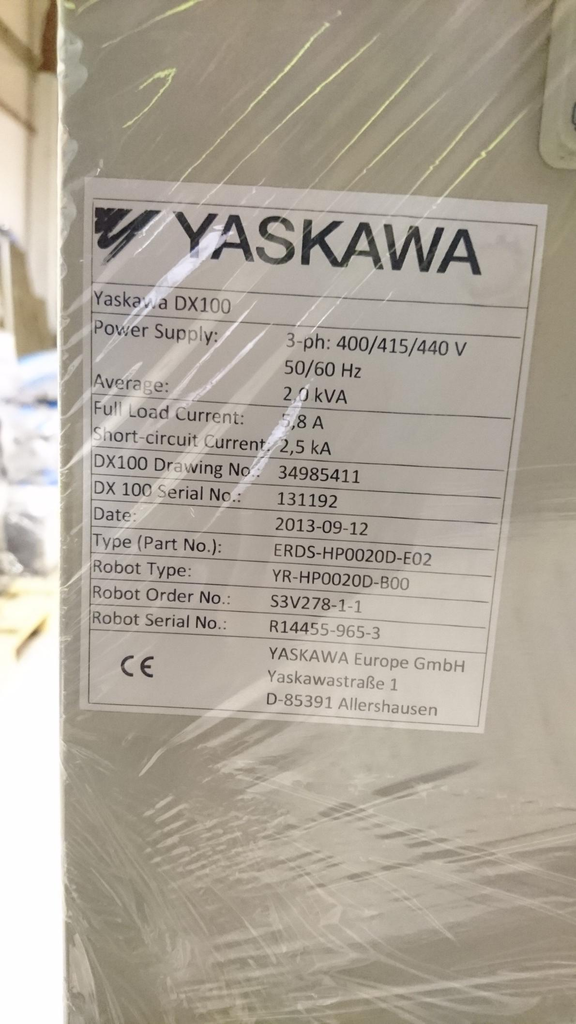 YASKAWA
Yaskawa DX100
Power Supply: 3-ph: 400/415/440 V
50/60 Hz
Average: 2.0 kVA
Full Load Current: 5,8 A
Short-circuit Current: 2,5 kA
DX100 Drawing No.: 34985411
DX 100 Serial No.: 131192
Date: 2013-09-12
Type (Part No.): ERDS-HP0020D-E02
Robot Type: YR-HP0020D-B00
Robot Order No.: S3V278-1-1
Robot Serial No.: R14455-965-3
CE YASKAWA Europe GmbH
Yaskawastraße 1
D-85391 Allershausen